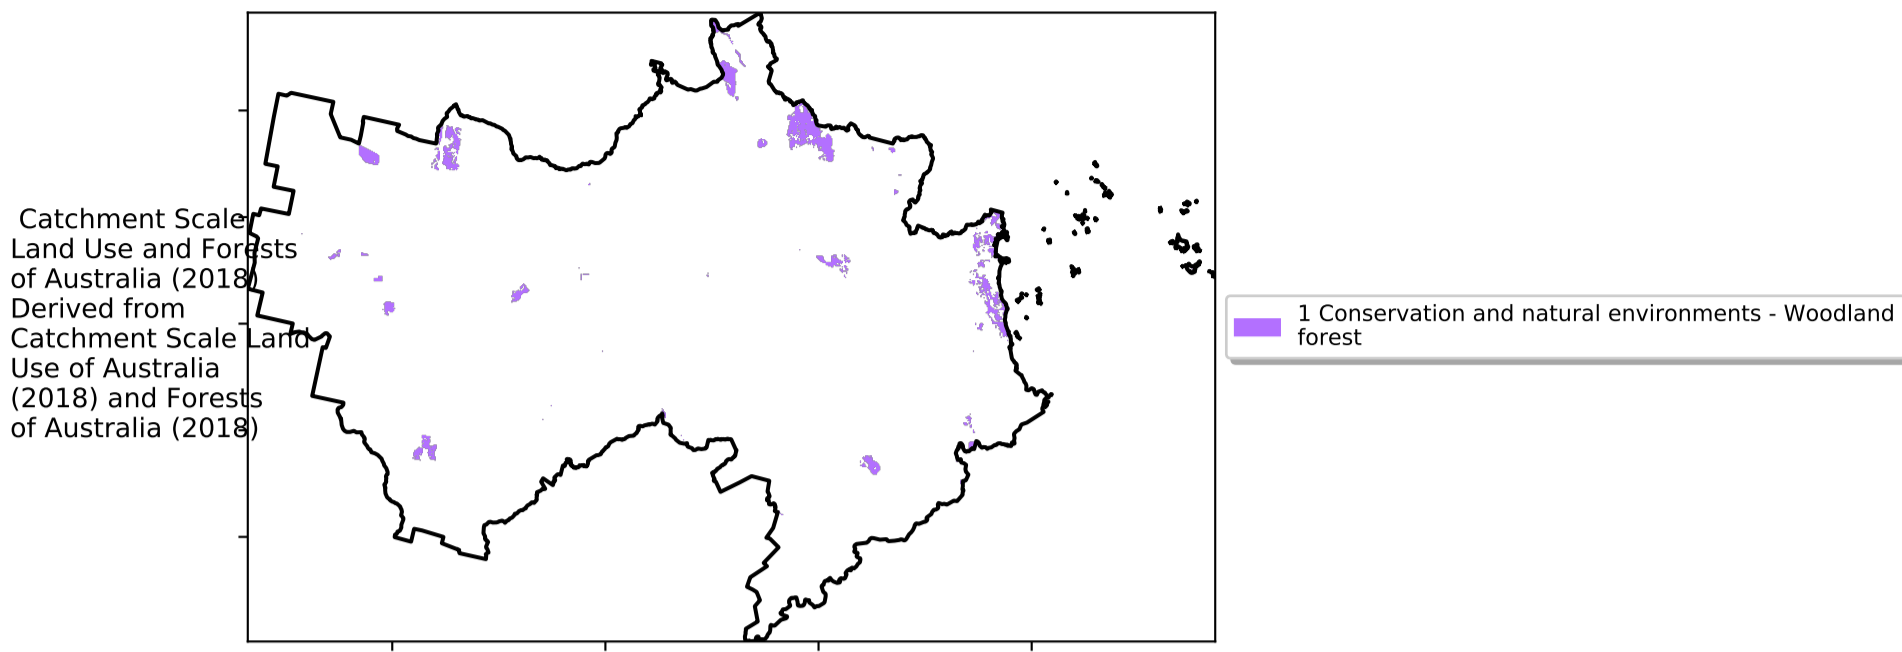 Catchment Scale
Land Use and Forests
of Australia (2018)
Derived from
Catchment Scale Land
Use of Australia
(2018) and Forests
of Australia (2018)
1 Conservation and natural environments - Woodland
forest